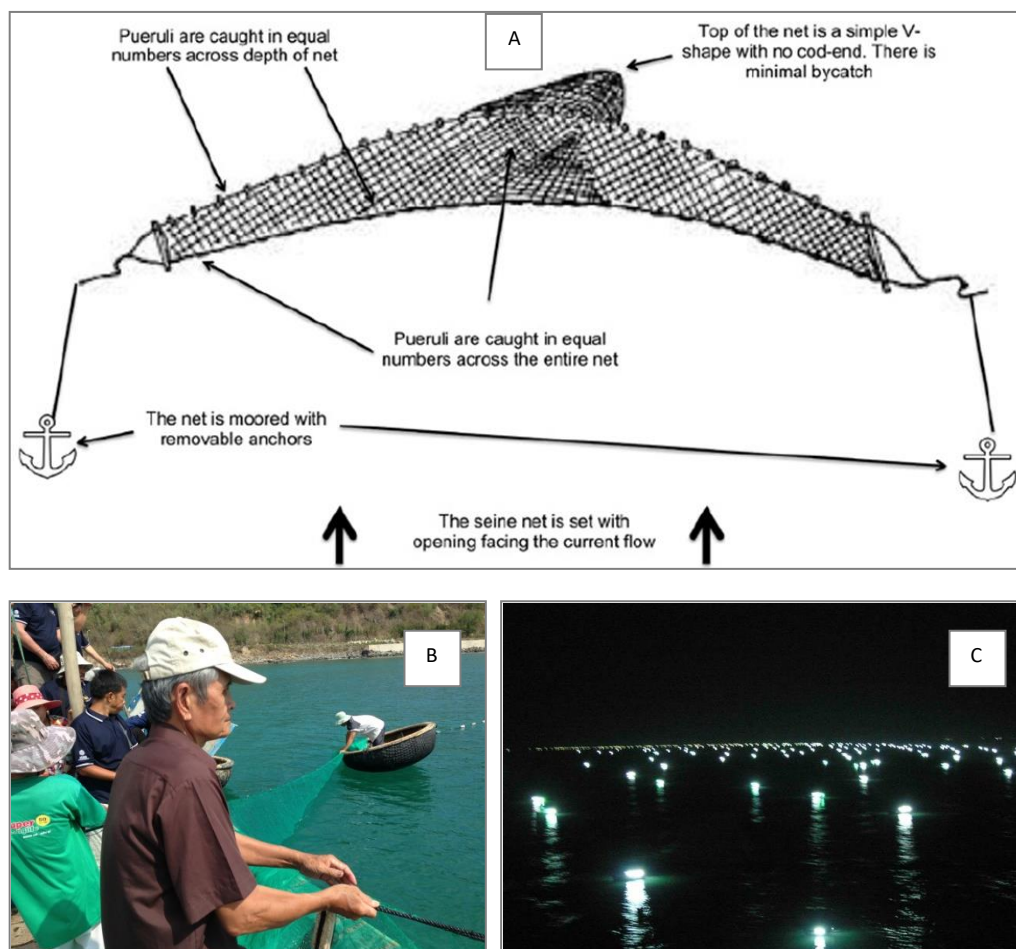 Pueruli are caught in equal
numbers across depth of net
A
Top of the net is a simple V-
shape with no cod-end. There is
minimal bycatch
Pueruli are caught in equal
numbers across the entire net
The net is moored with
removable anchors
The seine net is set with
opening facing the current flow
B
C